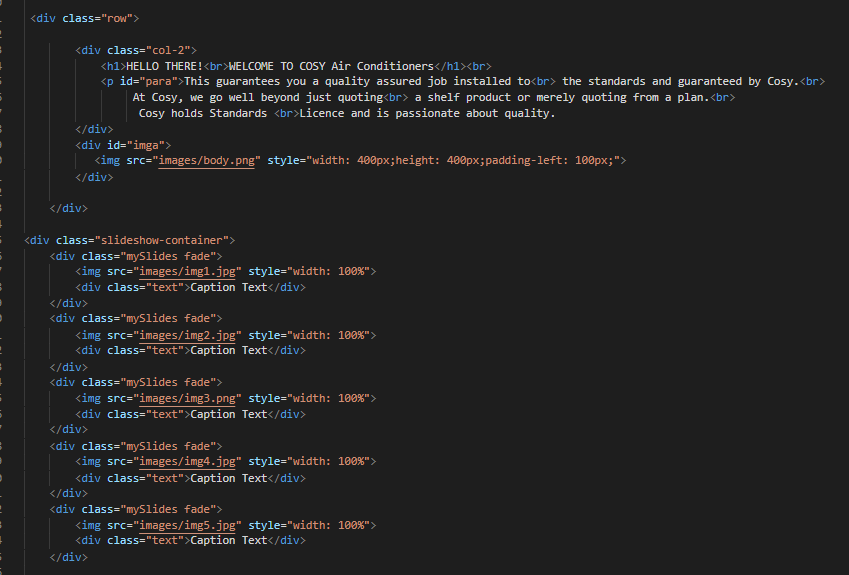 <div class="row">
<div class="col-2">
<h1>HELLO THERE!<br>WELCOME TO COSY Air Conditioners</h1><br>
<p id="para">This guarantees you a quality assured job installed to<br> the standards and guaranteed by Cosy.<br>
At Cosy, we go well beyond just quoting<br> a shelf product or merely quoting from a plan.<br>
Cosy holds Standards <br>Licence and is passionate about quality.
</div>
<div id="imga">
<img src="images/body.png" style="width: 400px;height: 400px;padding-left: 100px;">
</div>
</div>
<div class="slideshow-container">
<div class="mySlides fade">
<img src="images/img1.jpg" style="width: 100%">
<div class="text">Caption Text</div>
</div>
<div class="mySlides fade">
<img src="images/img2.jpg" style="width: 100%">
<div class="text">Caption Text</div>
</div>
<div class="mySlides fade">
<img src="images/img3.png" style="width: 100%">
<div class="text">Caption Text</div>
</div>
<div class="mySlides fade">
<img src="images/img4.jpg" style="width: 100%">
<div class="text">Caption Text</div>
</div>
<div class="mySlides fade">
<img src="images/img5.jpg" style="width: 100%">
<div class="text">Caption Text</div>
</div>